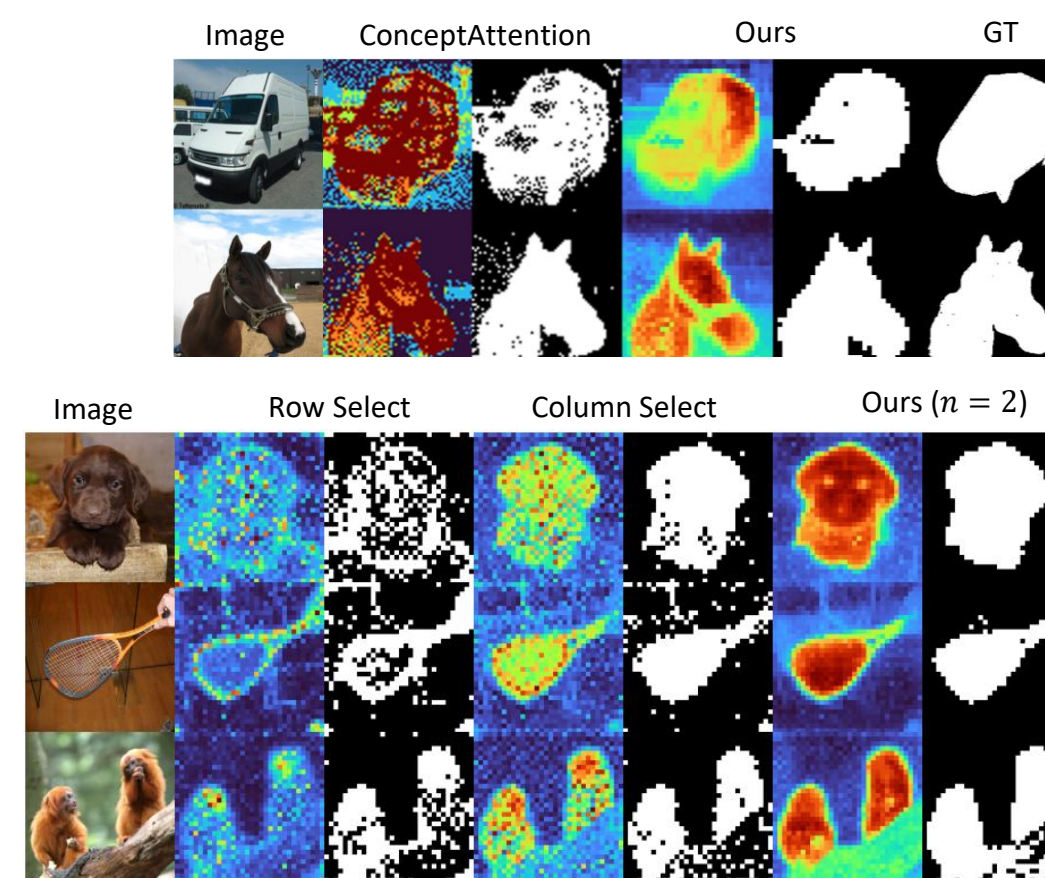 Image ConceptAttention Ours GT
Image Row Select Column Select Ours (𝑛 = 2)